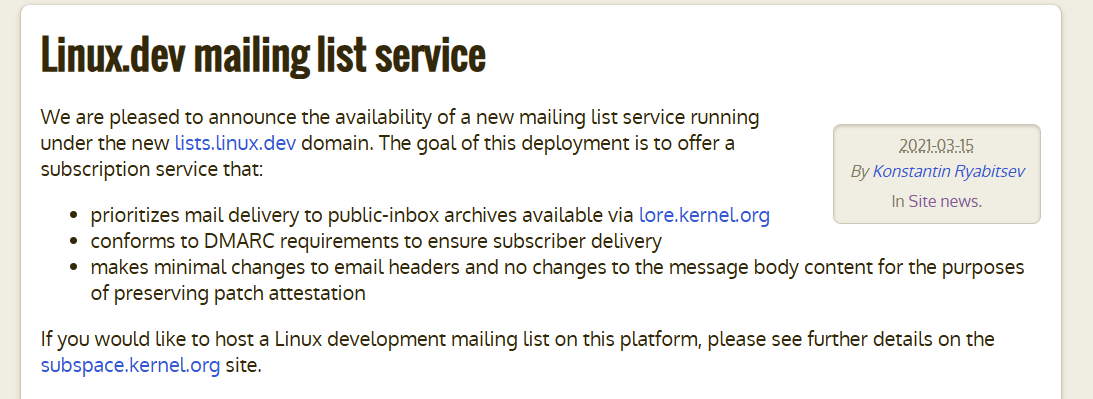 Linux.dev mailing list service
We are pleased to announce the availability of a new mailing list service running
under the new lists.linux.dev domain. The goal of this deployment is to offer a
subscription service that:
2021-03-15
By Konstantin Ryabitsev
In Site news.
• prioritizes mail delivery to public-inbox archives available via lore.kernel.org
• conforms to DMARC requirements to ensure subscriber delivery
• makes minimal changes to email headers and no changes to the message body content for the purposes
of preserving patch attestation
If you would like to host a Linux development mailing list on this platform, please see further details on the
subspace.kernel.org site.